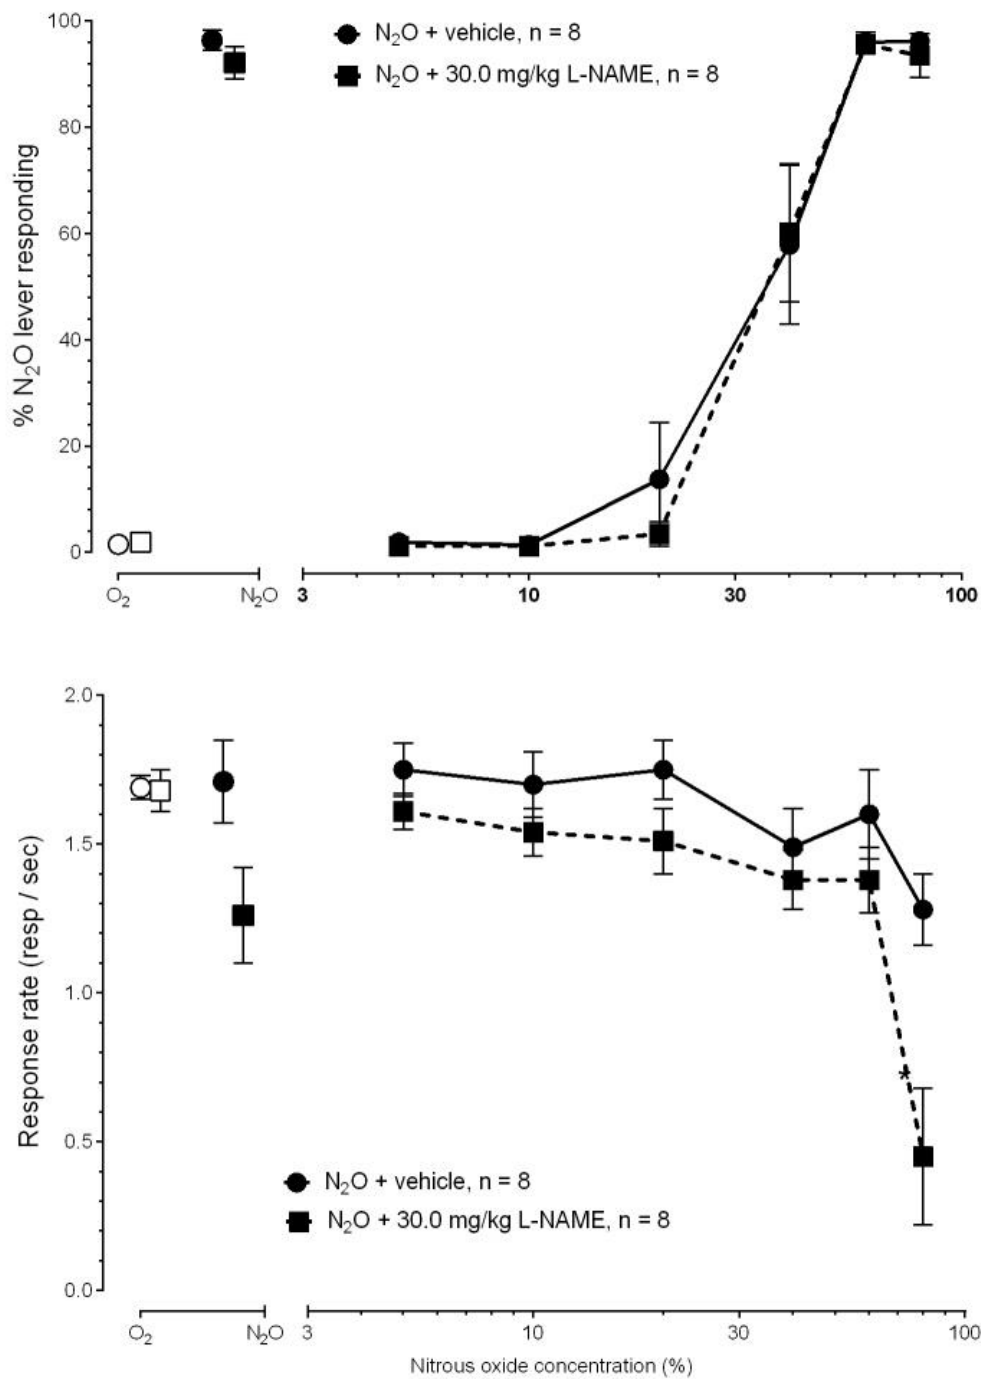 100
80
60
40
20
0
% N₂O lever responding
N₂O + vehicle, n = 8
N₂O + 30.0 mg/kg L-NAME, n = 8
O₂ N₂O 3 10 30 100
2.0
1.5
1.0
0.5
0.0
Response rate (resp / sec)
*
N₂O + vehicle, n = 8
N₂O + 30.0 mg/kg L-NAME, n = 8
O₂ N₂O 3 10 30 100
Nitrous oxide concentration (%)